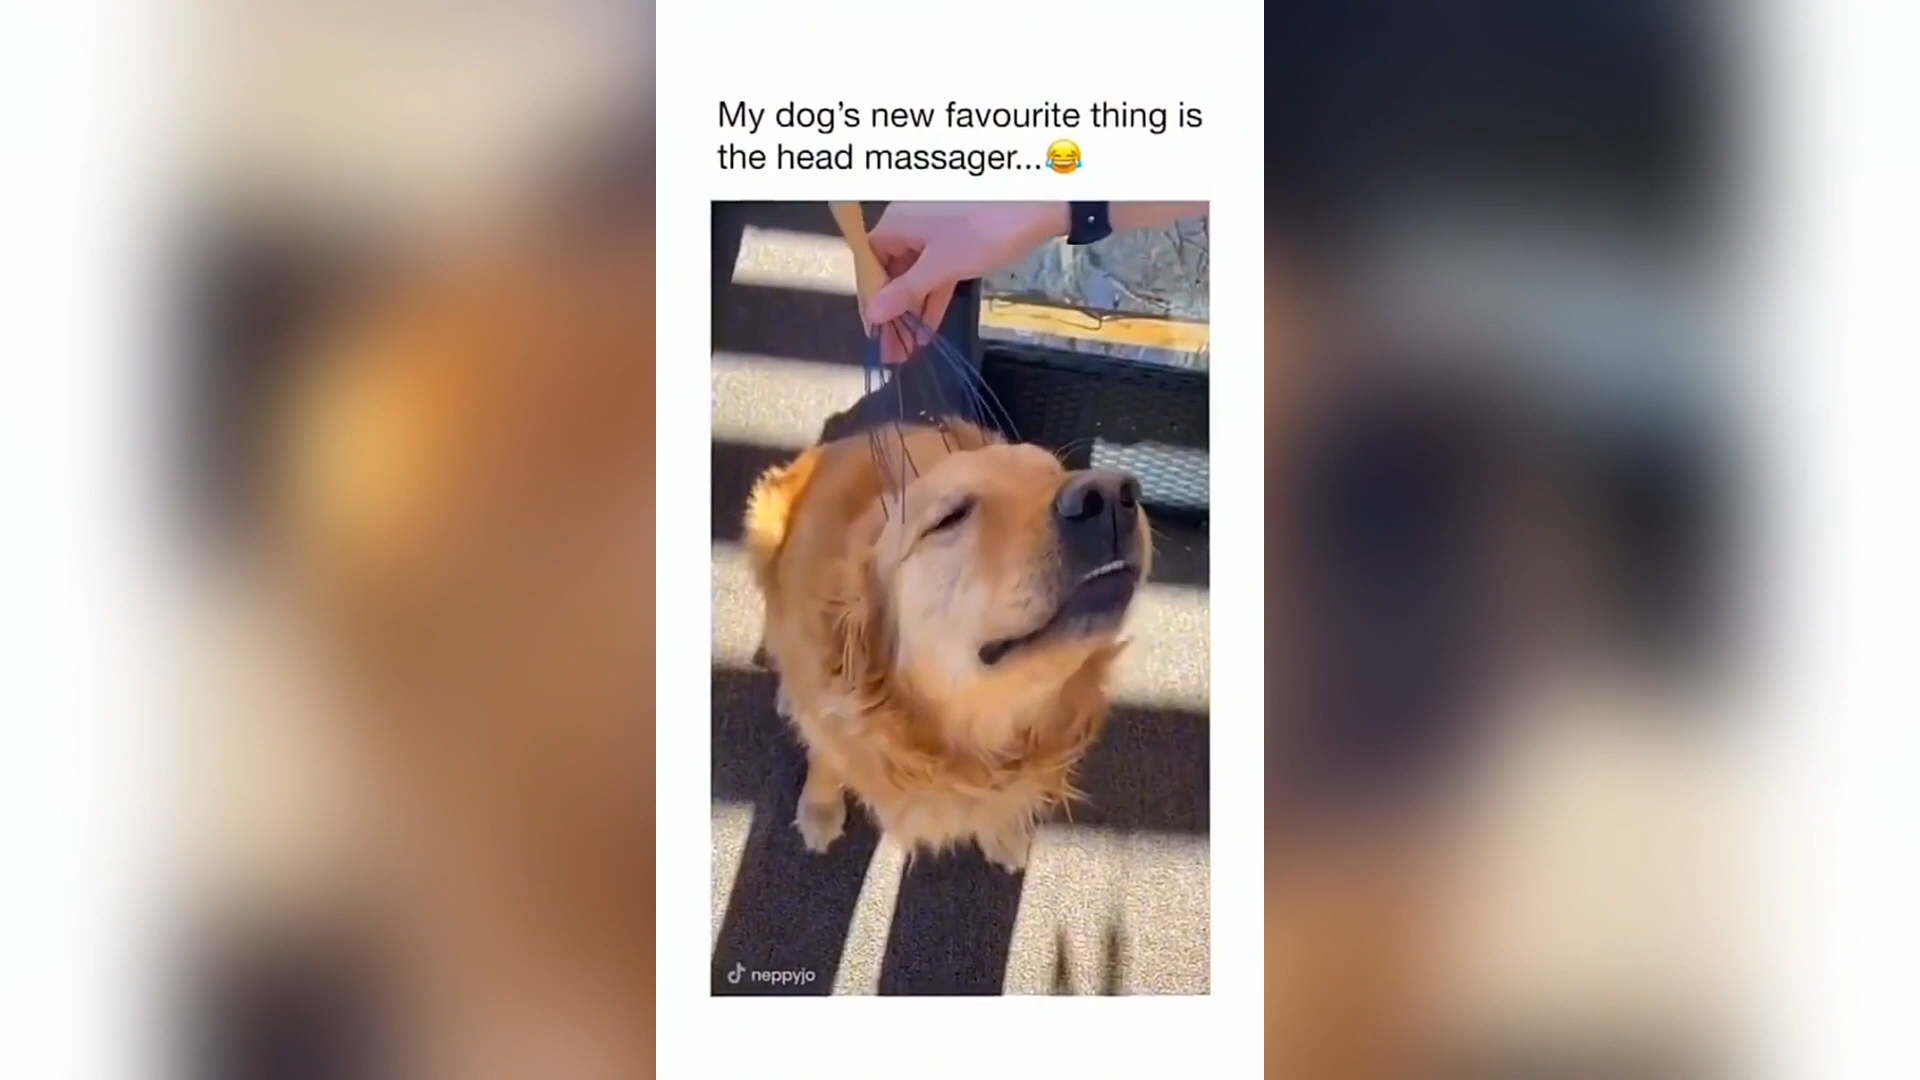 My dog’s new favourite thing is
the head massager...😂
neppyjo